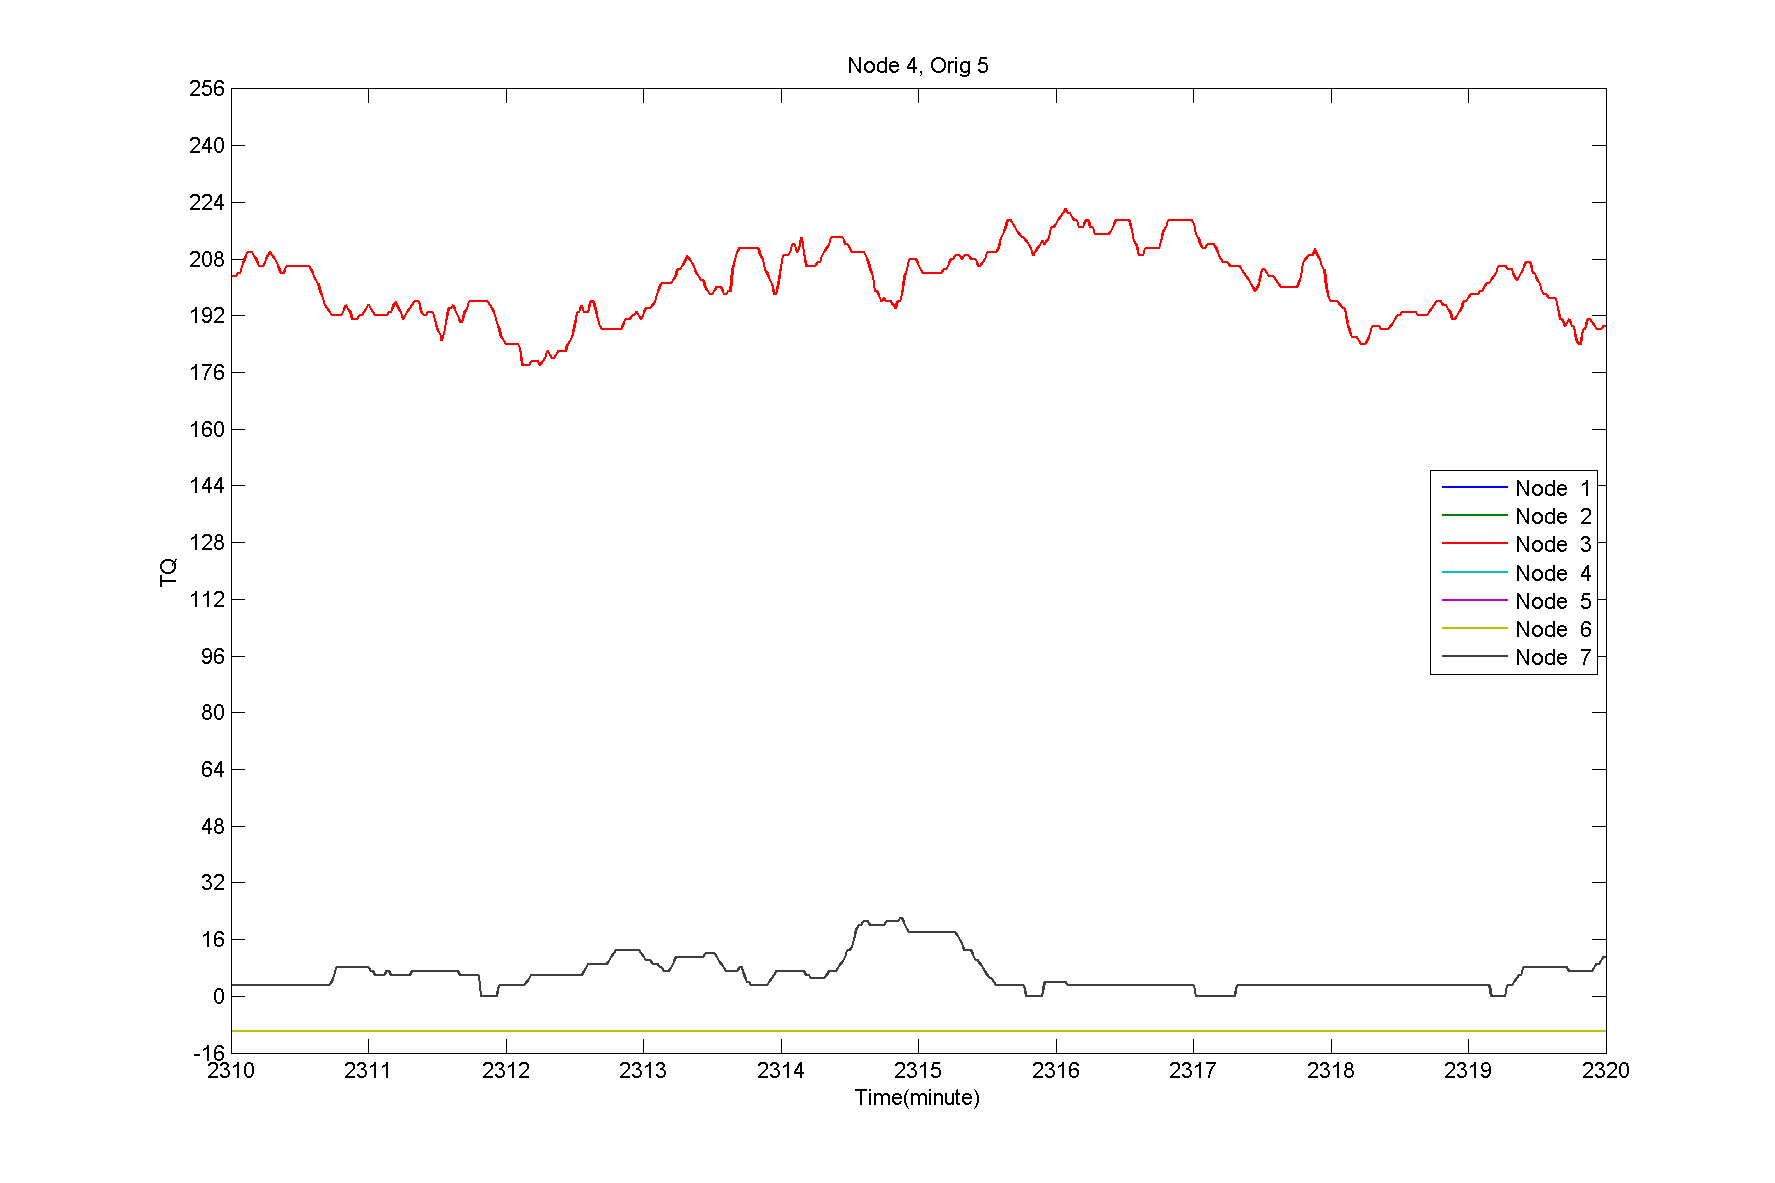 Node 4, Orig 5
256
240
224
208
192
176
160
144
128
112
96
80
64
48
32
16
0
-16
TQ
Node 1
Node 2
Node 3
Node 4
Node 5
Node 6
Node 7
2310 2311 2312 2313 2314 2315 2316 2317 2318 2319 2320
Time(minute)